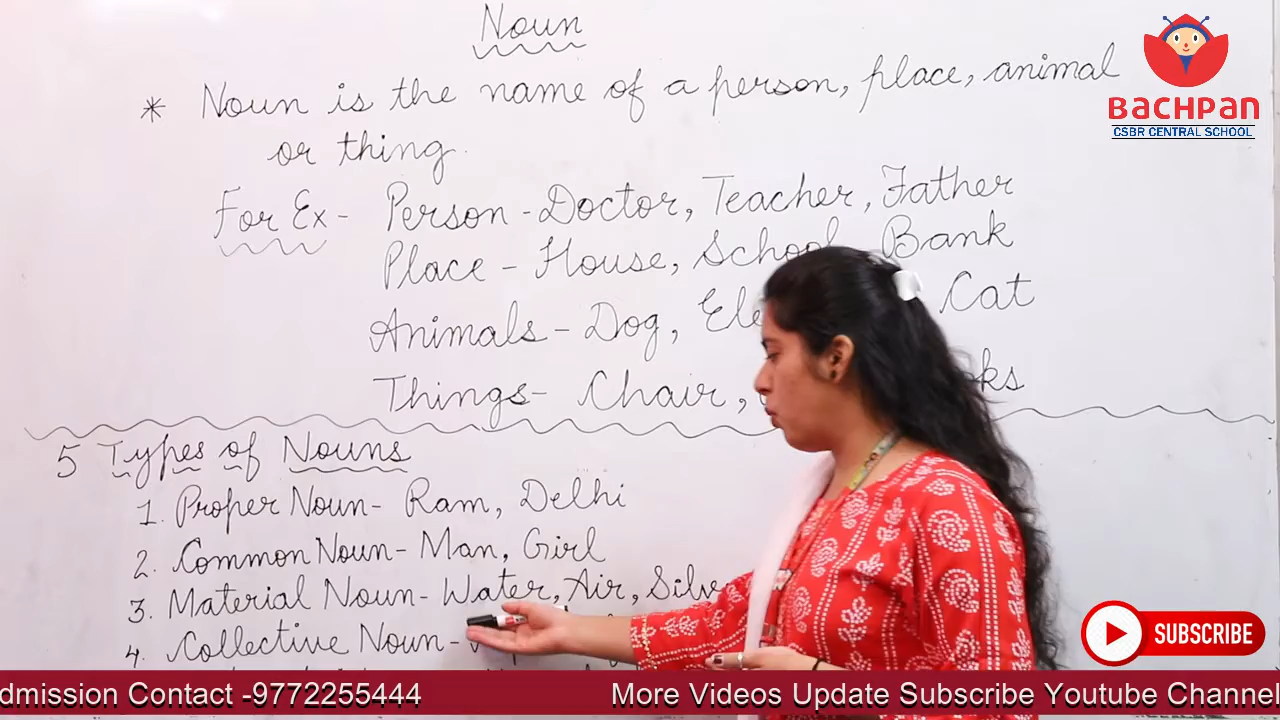 Noun
* Noun is the name of a person, place, animal
or thing.
For Ex- Person - Doctor, Teacher, Father
Place - House, School Bank
Animals - Dog, Cat
Things- Chair,
5 Types of Nouns
1. Proper Noun- Ram, Delhi
2. Common Noun- Man, Girl
3. Material Noun- Water, Air, Silver
4. Collective Noun-
BACHPAN
CSBR CENTRAL SCHOOL
SUBSCRIBE
dmission Contact -9772255444 More Videos Update Subscribe Youtube Channel